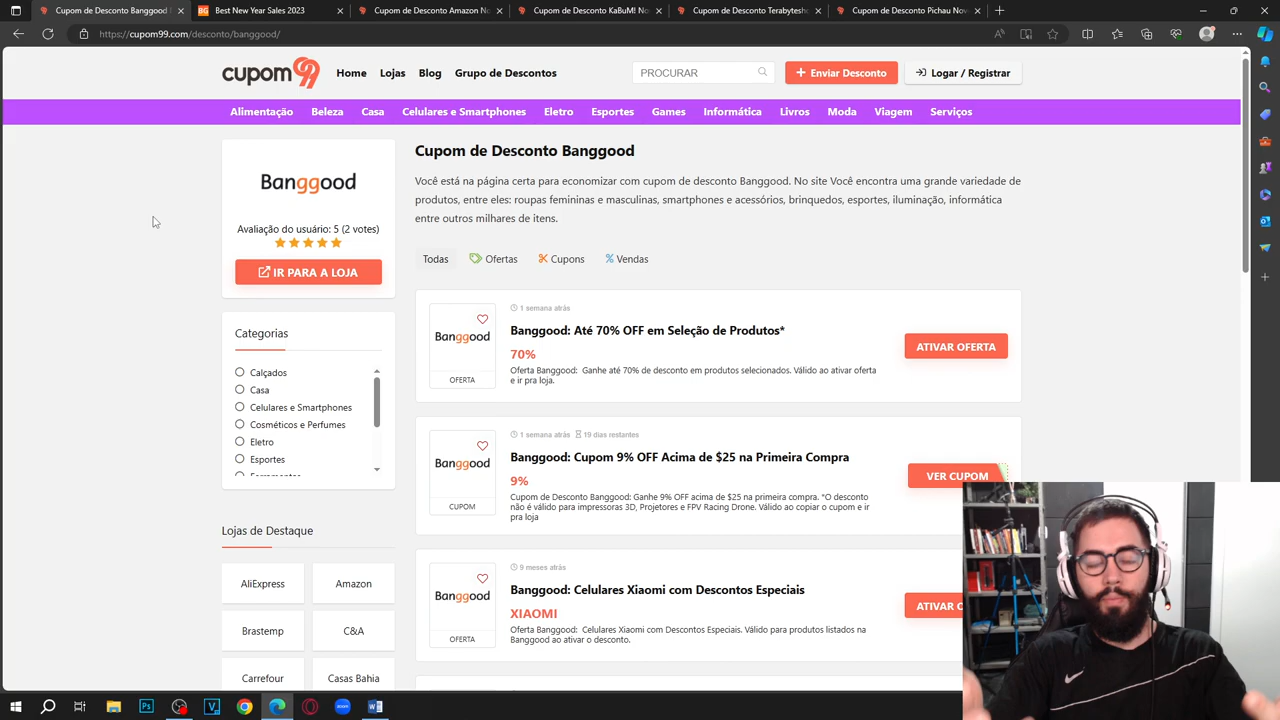 Cupom de Desconto Banggood
Best New Year Sales 2023
Cupom de Desconto Amazon No
Cupom de Desconto KaBuM! No
Cupom de Desconto Terabytesh
Cupom de Desconto Pichau Nov
https://cupom99.com/desconto/banggood/
cupom99
Home
Lojas
Blog
Grupo de Descontos
PROCURAR
Enviar Desconto
Logar / Registrar
Alimentação
Beleza
Casa
Celulares e Smartphones
Eletro
Esportes
Games
Informática
Livros
Moda
Viagem
Serviços
Banggood
Avaliação do usuário: 5 (2 votes)
IR PARA A LOJA
Categorias
Calçados
Casa
Celulares e Smartphones
Cosméticos e Perfumes
Eletro
Esportes
Ferramentas
Lojas de Destaque
AliExpress
Amazon
Brastemp
C&A
Carrefour
Casas Bahia
Cupom de Desconto Banggood
Você está na página certa para economizar com cupom de desconto Banggood. No site Você encontra uma grande variedade de
produtos, entre eles: roupas femininas e masculinas, smartphones e acessórios, brinquedos, esportes, iluminação, informática
entre outros milhares de itens.
Todas
Ofertas
Cupons
Vendas
Banggood
OFERTA
1 semana atrás
Banggood: Até 70% OFF em Seleção de Produtos*
70%
Oferta Banggood: Ganhe até 70% de desconto em produtos selecionados. Válido ao ativar oferta
e ir pra loja.
ATIVAR OFERTA
Banggood
CUPOM
1 semana atrás 19 dias restantes
Banggood: Cupom 9% OFF Acima de $25 na Primeira Compra
9%
Cupom de Desconto Banggood: Ganhe 9% OFF acima de $25 na primeira compra. *O desconto
não é válido para impressoras 3D, Projetores e FPV Racing Drone. Válido ao copiar o cupom e ir
pra loja
VER CUPOM
Banggood
OFERTA
9 meses atrás
Banggood: Celulares Xiaomi com Descontos Especiais
XIAOMI
Oferta Banggood: Celulares Xiaomi com Descontos Especiais. Válido para produtos listados na
Banggood ao ativar o desconto.
ATIVAR O